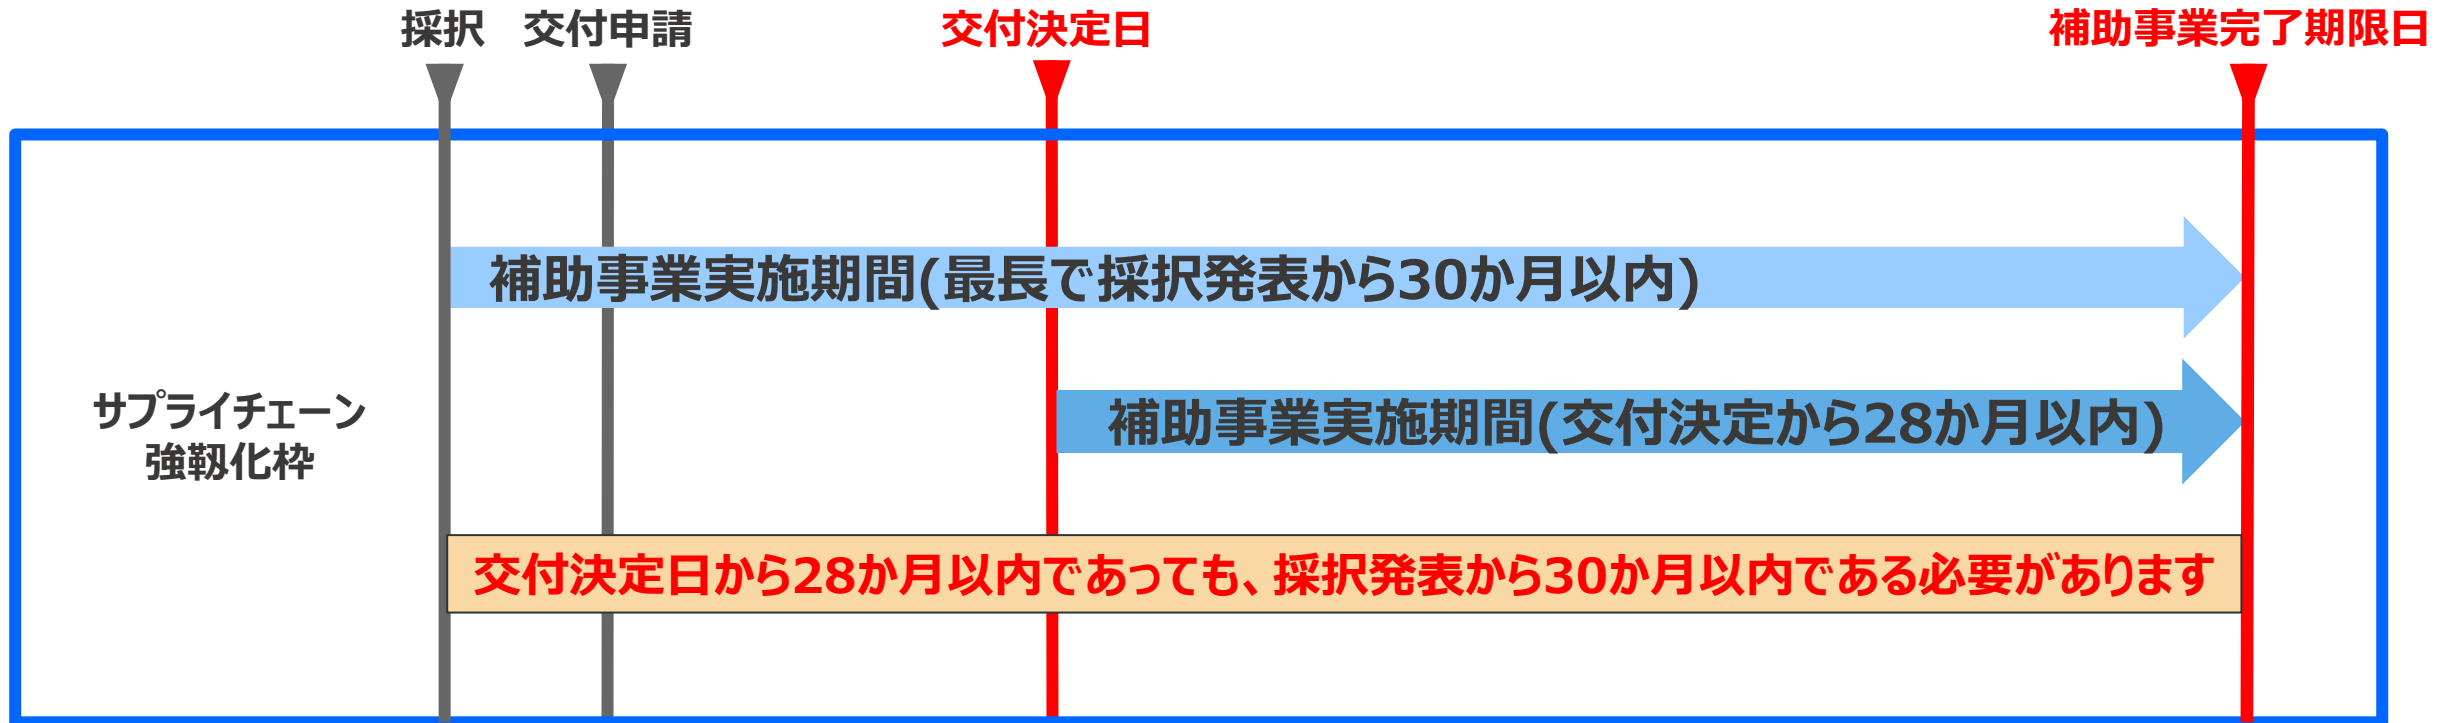 採択
交付申請
交付決定日
補助事業完了期限日
補助事業実施期間(最長で採択発表から30か月以内)
補助事業実施期間(交付決定から28か月以内)
サプライチェーン
強靱化枠
交付決定日から28か月以内であっても、採択発表から30か月以内である必要があります